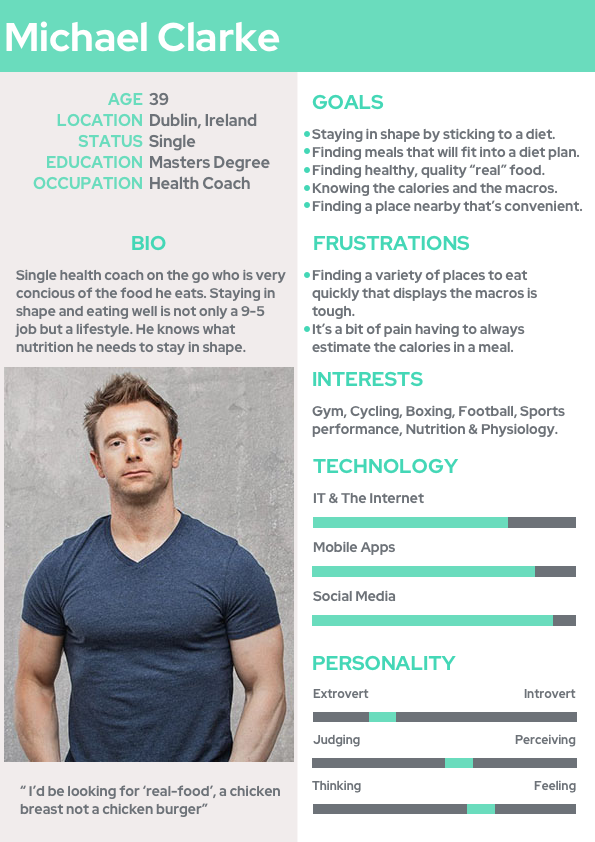 Michael Clarke
AGE 39
LOCATION Dublin, Ireland
STATUS Single
EDUCATION Masters Degree
OCCUPATION Health Coach
BIO
Single health coach on the go who is very
concious of the food he eats. Staying in
shape and eating well is not only a 9-5
job but a lifestyle. He knows what
nutrition he needs to stay in shape.
“ I’d be looking for ‘real-food’, a chicken
breast not a chicken burger”
GOALS
Staying in shape by sticking to a diet.
Finding meals that will fit into a diet plan.
Finding healthy, quality “real” food.
Knowing the calories and the macros.
Finding a place nearby that’s convenient.
FRUSTRATIONS
Finding a variety of places to eat
quickly that displays the macros is
tough.
It’s a bit of pain having to always
estimate the calories in a meal.
INTERESTS
Gym, Cycling, Boxing, Football, Sports
performance, Nutrition & Physiology.
TECHNOLOGY
IT & The Internet
Mobile Apps
Social Media
PERSONALITY
Extrovert Introvert
Judging Perceiving
Thinking Feeling